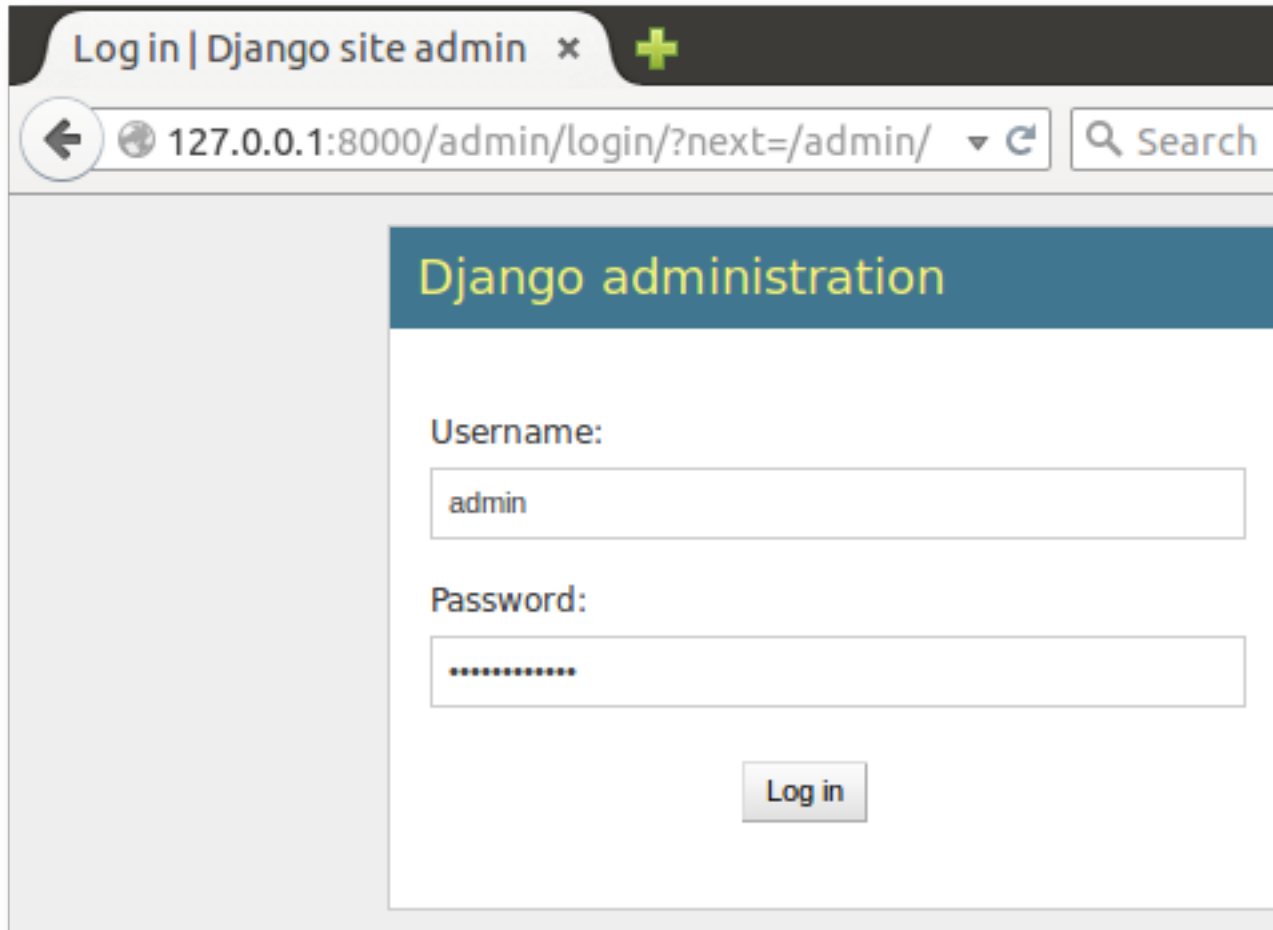 Log in | Django site admin
127.0.0.1:8000/admin/login/?next=/admin/
Search
Django administration
Username:
admin
Password:
••••••••••••
Log in